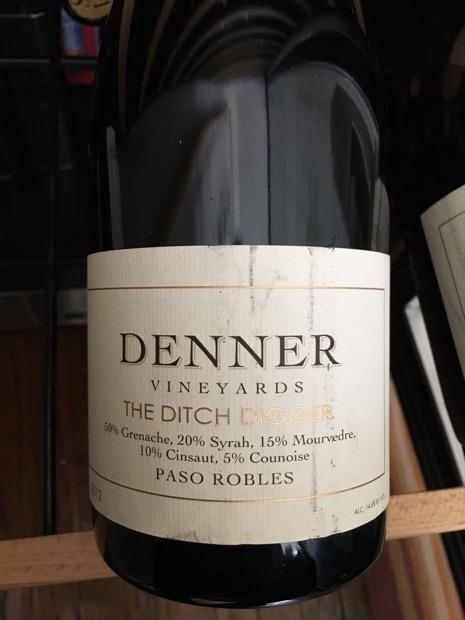 DENNER
VINEYARDS
THE DITCH DIGGER
50% Grenache, 20% Syrah, 15% Mourvedre,
10% Cinsaut, 5% Counoise
PASO ROBLES